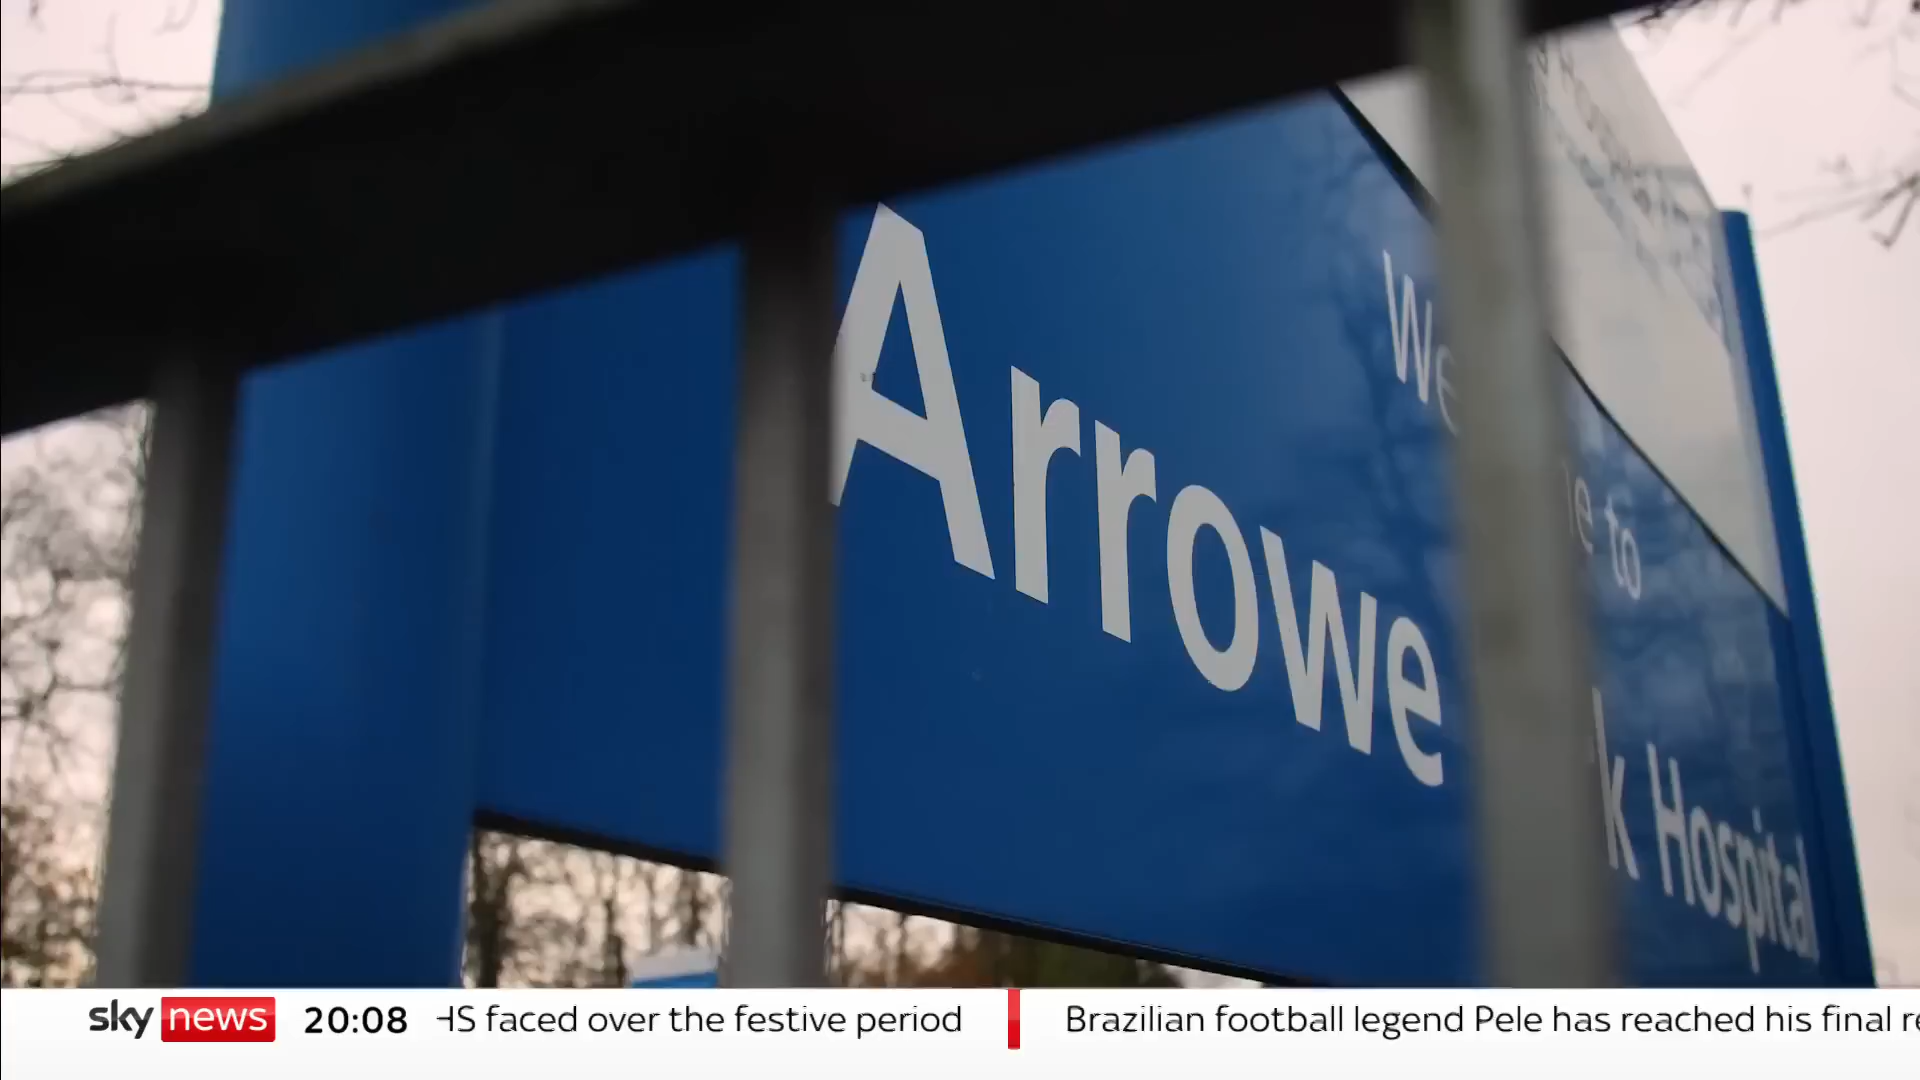 We e to
Arrowe k Hospital
sky news 20:08 HS faced over the festive period Brazilian football legend Pele has reached his final re